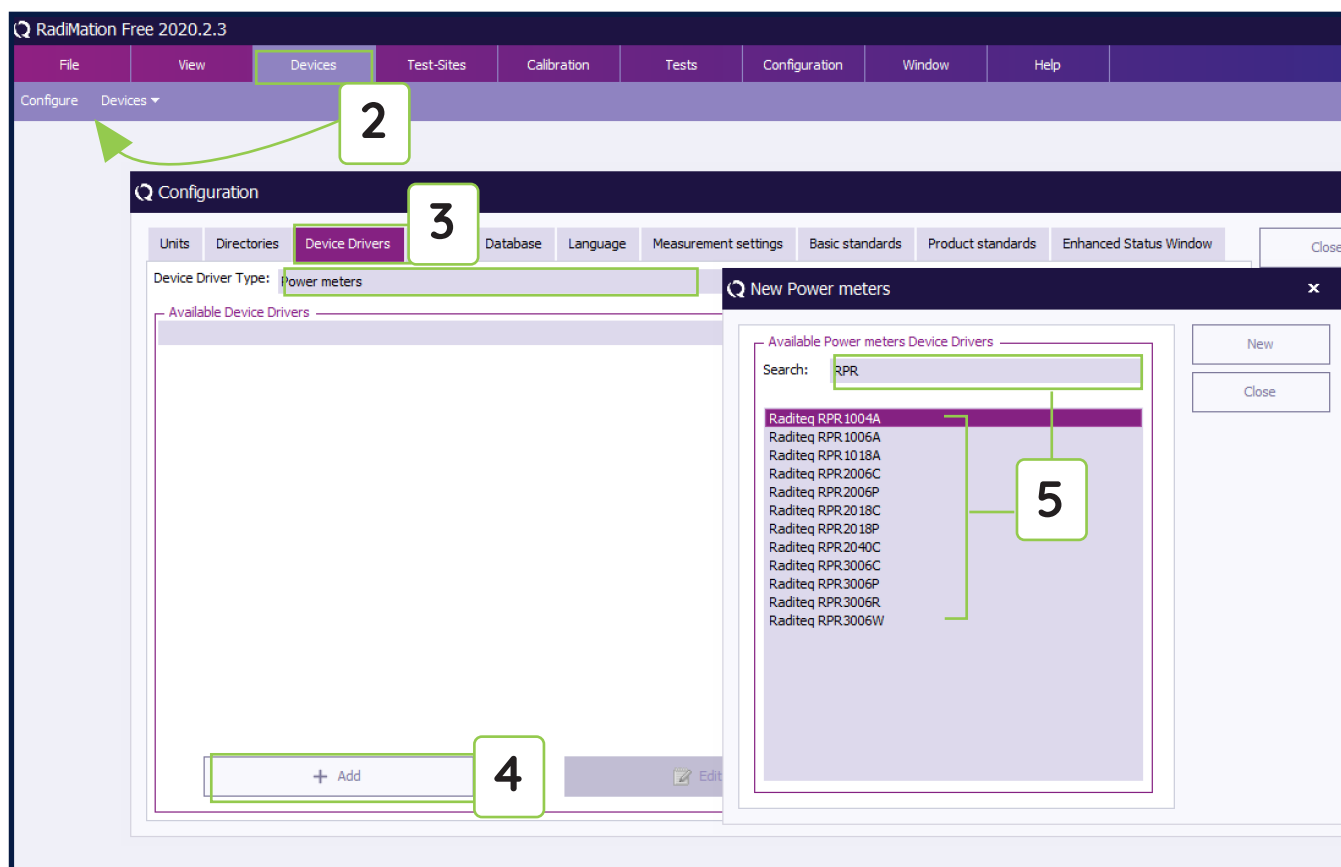 RadiMation Free 2020.2.3
File View Devices Test-Sites Calibration Tests Configuration Window Help
Configure Devices
2
Configuration
3
Units Directories Device Drivers Database Language Measurement settings Basic standards Product standards Enhanced Status Window Close
Device Driver Type: Power meters
Available Device Drivers
New Power meters
Available Power meters Device Drivers
Search: RPR
New
Close
Raditeq RPR1004A
Raditeq RPR1006A
Raditeq RPR1018A
Raditeq RPR2006C
Raditeq RPR2006P
Raditeq RPR2018C
Raditeq RPR2018P
Raditeq RPR2040C
Raditeq RPR3006C
Raditeq RPR3006P
Raditeq RPR3006R
Raditeq RPR3006W
5
+ Add
4
Edit